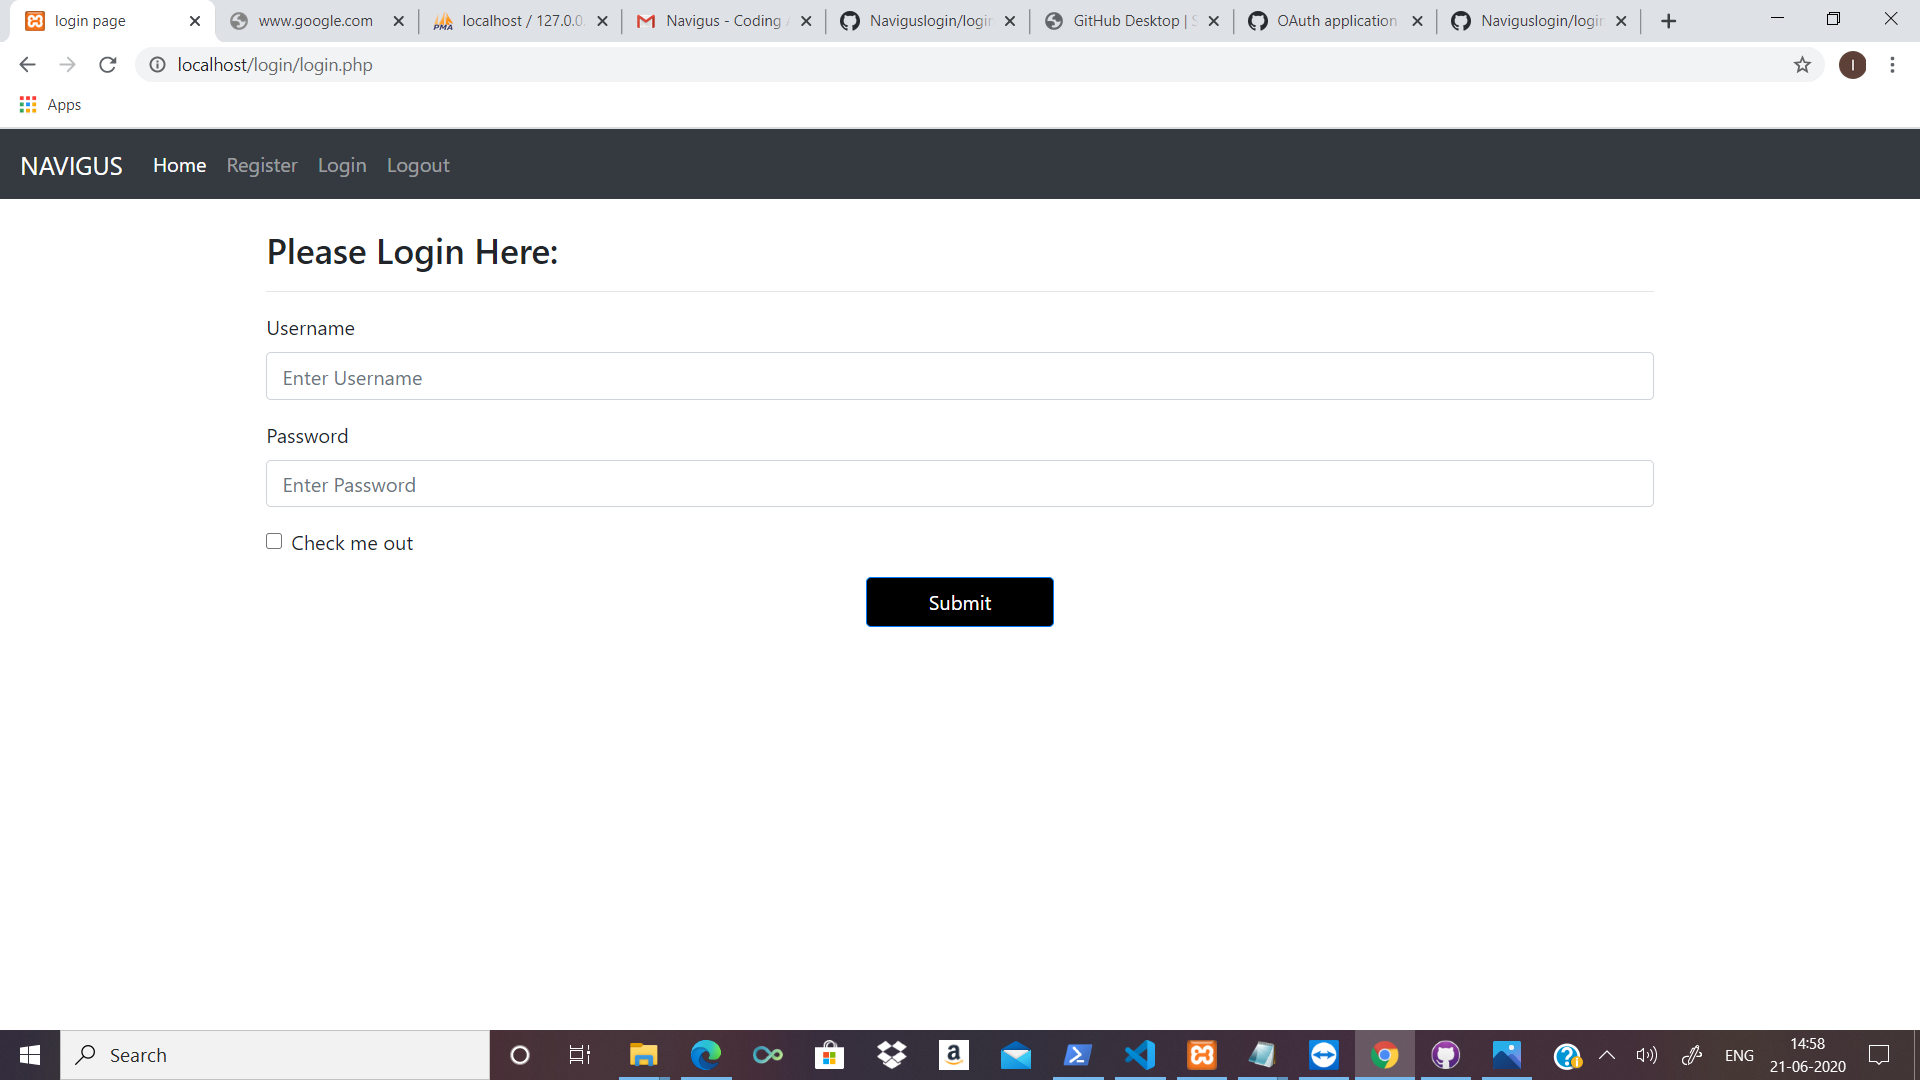 login page
www.google.com
localhost / 127.0.0.
Navigus - Coding
Naviguslogin/login
GitHub Desktop |
OAuth application
Naviguslogin/login
localhost/login/login.php
I
Apps
NAVIGUS Home Register Login Logout
Please Login Here:
Username
Enter Username
Password
Enter Password
Check me out
Submit
Search
ENG
14:58
21-06-2020